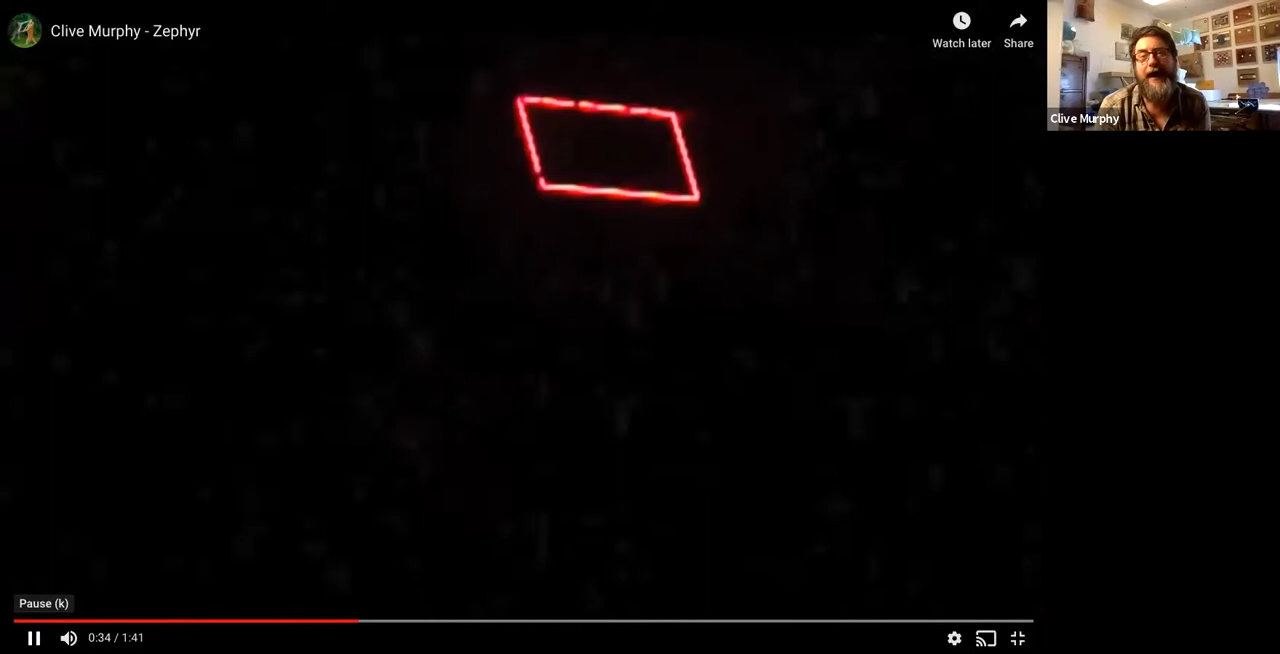 Clive Murphy - Zephyr
Watch later
Share
Clive Murphy
Pause (k)
0:34 / 1:41